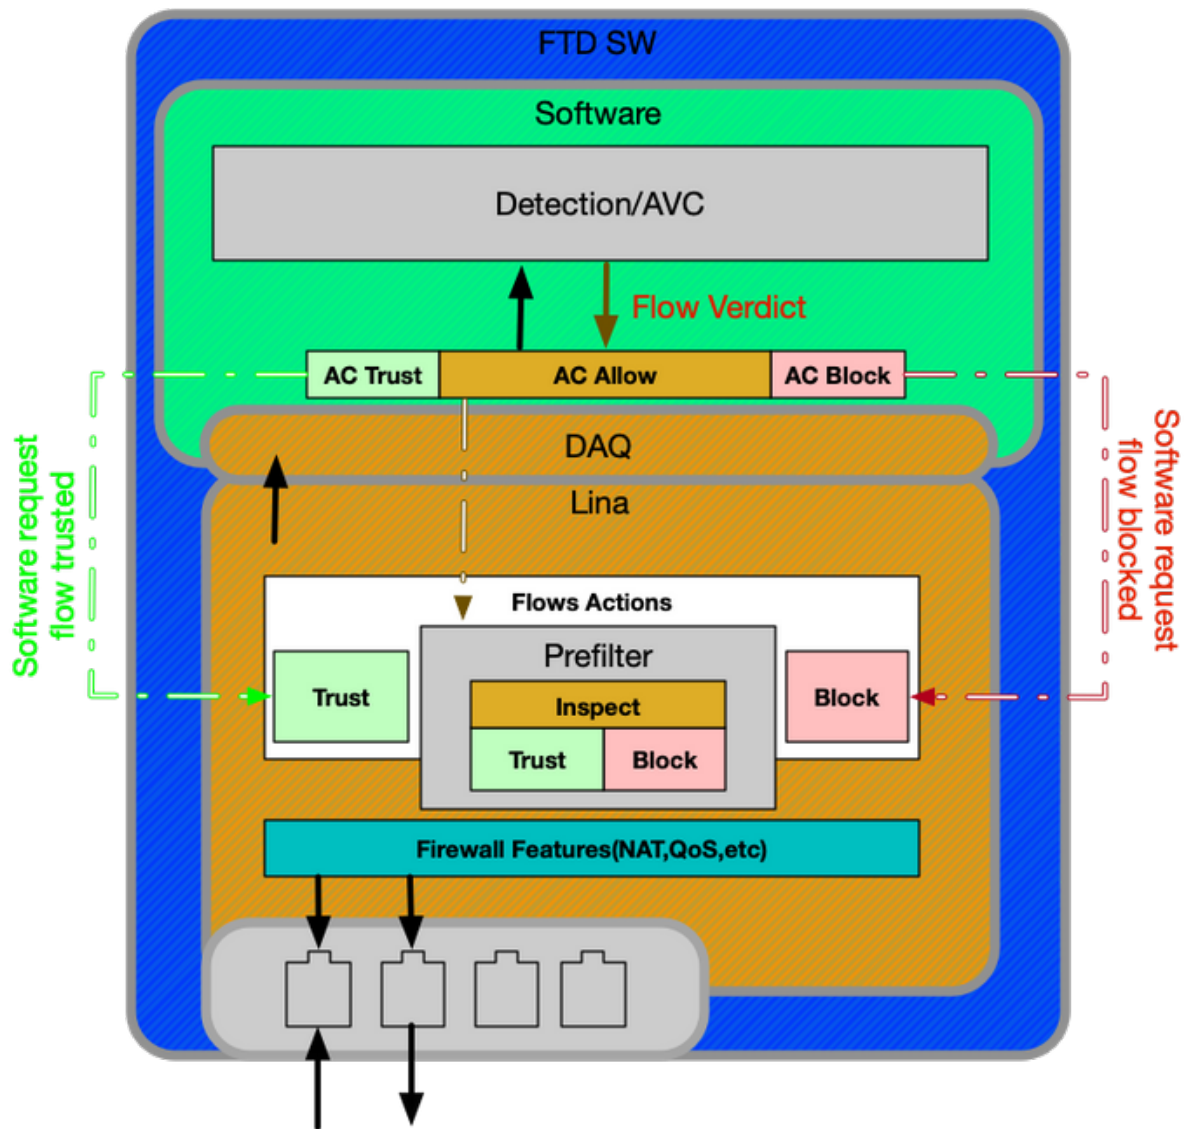 FTD SW
Software
Detection/AVC
Flow Verdict
AC Trust
AC Allow
AC Block
DAQ
Lina
Software request
flow trusted
Software request
flow blocked
Flows Actions
Prefilter
Trust
Inspect
Block
Trust
Block
Firewall Features(NAT,QoS,etc)